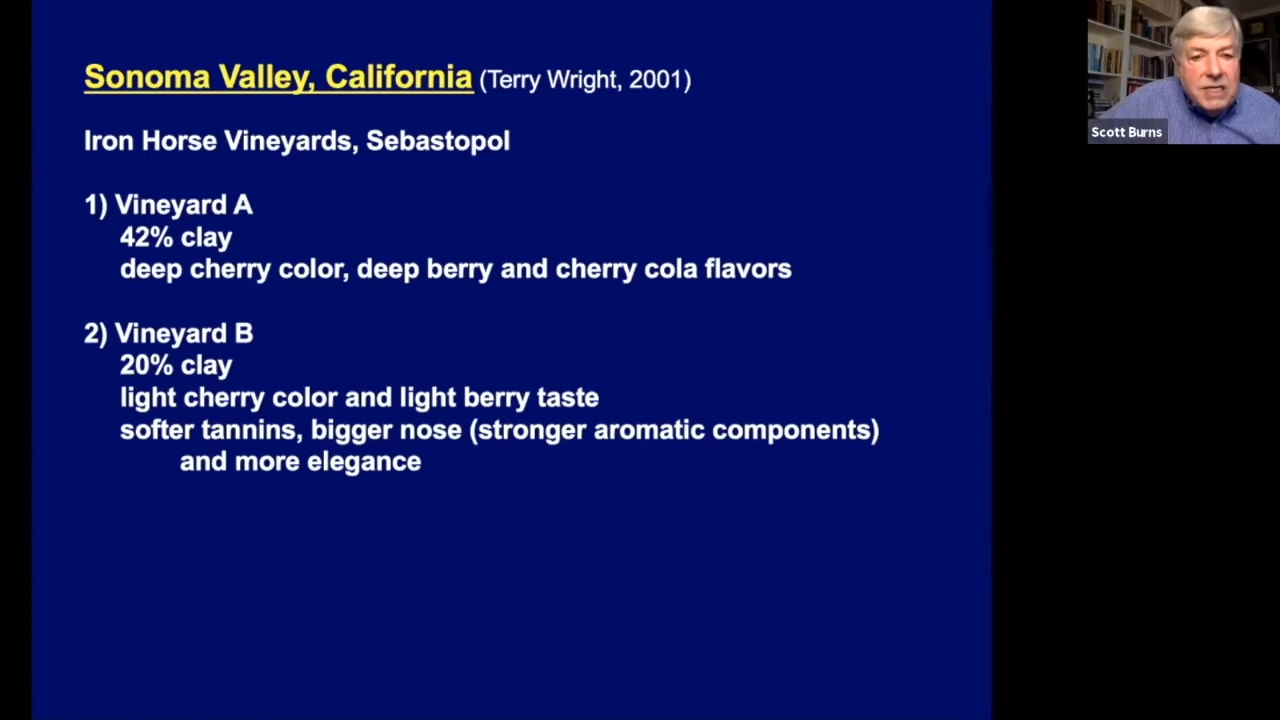 Sonoma Valley, California (Terry Wright, 2001)
Iron Horse Vineyards, Sebastopol
1) Vineyard A
42% clay
deep cherry color, deep berry and cherry cola flavors
2) Vineyard B
20% clay
light cherry color and light berry taste
softer tannins, bigger nose (stronger aromatic components)
and more elegance
Scott Burns